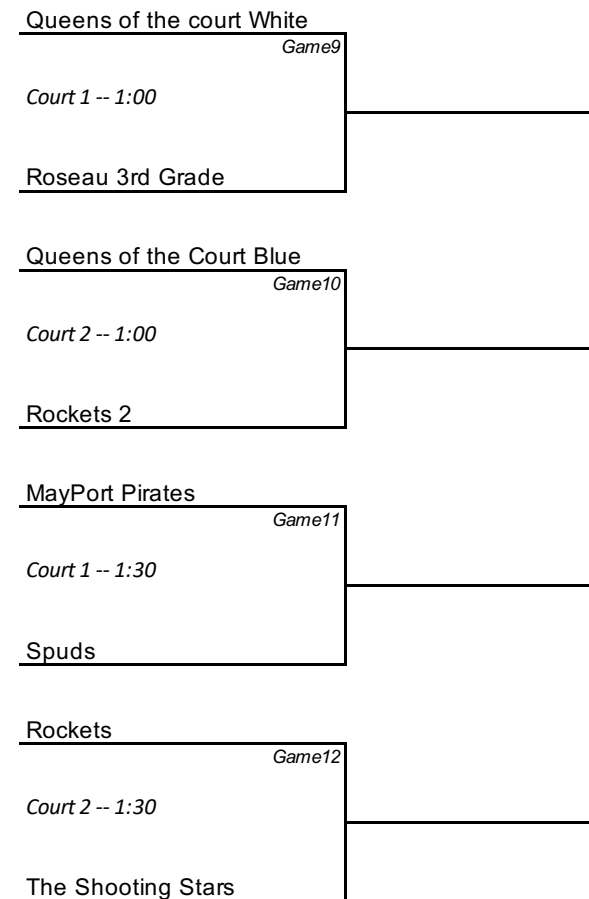 Queens of the court White
Game9
Court 1 -- 1:00
Roseau 3rd Grade
Queens of the Court Blue
Game10
Court 2 -- 1:00
Rockets 2
MayPort Pirates
Game11
Court 1 -- 1:30
Spuds
Rockets
Game12
Court 2 -- 1:30
The Shooting Stars